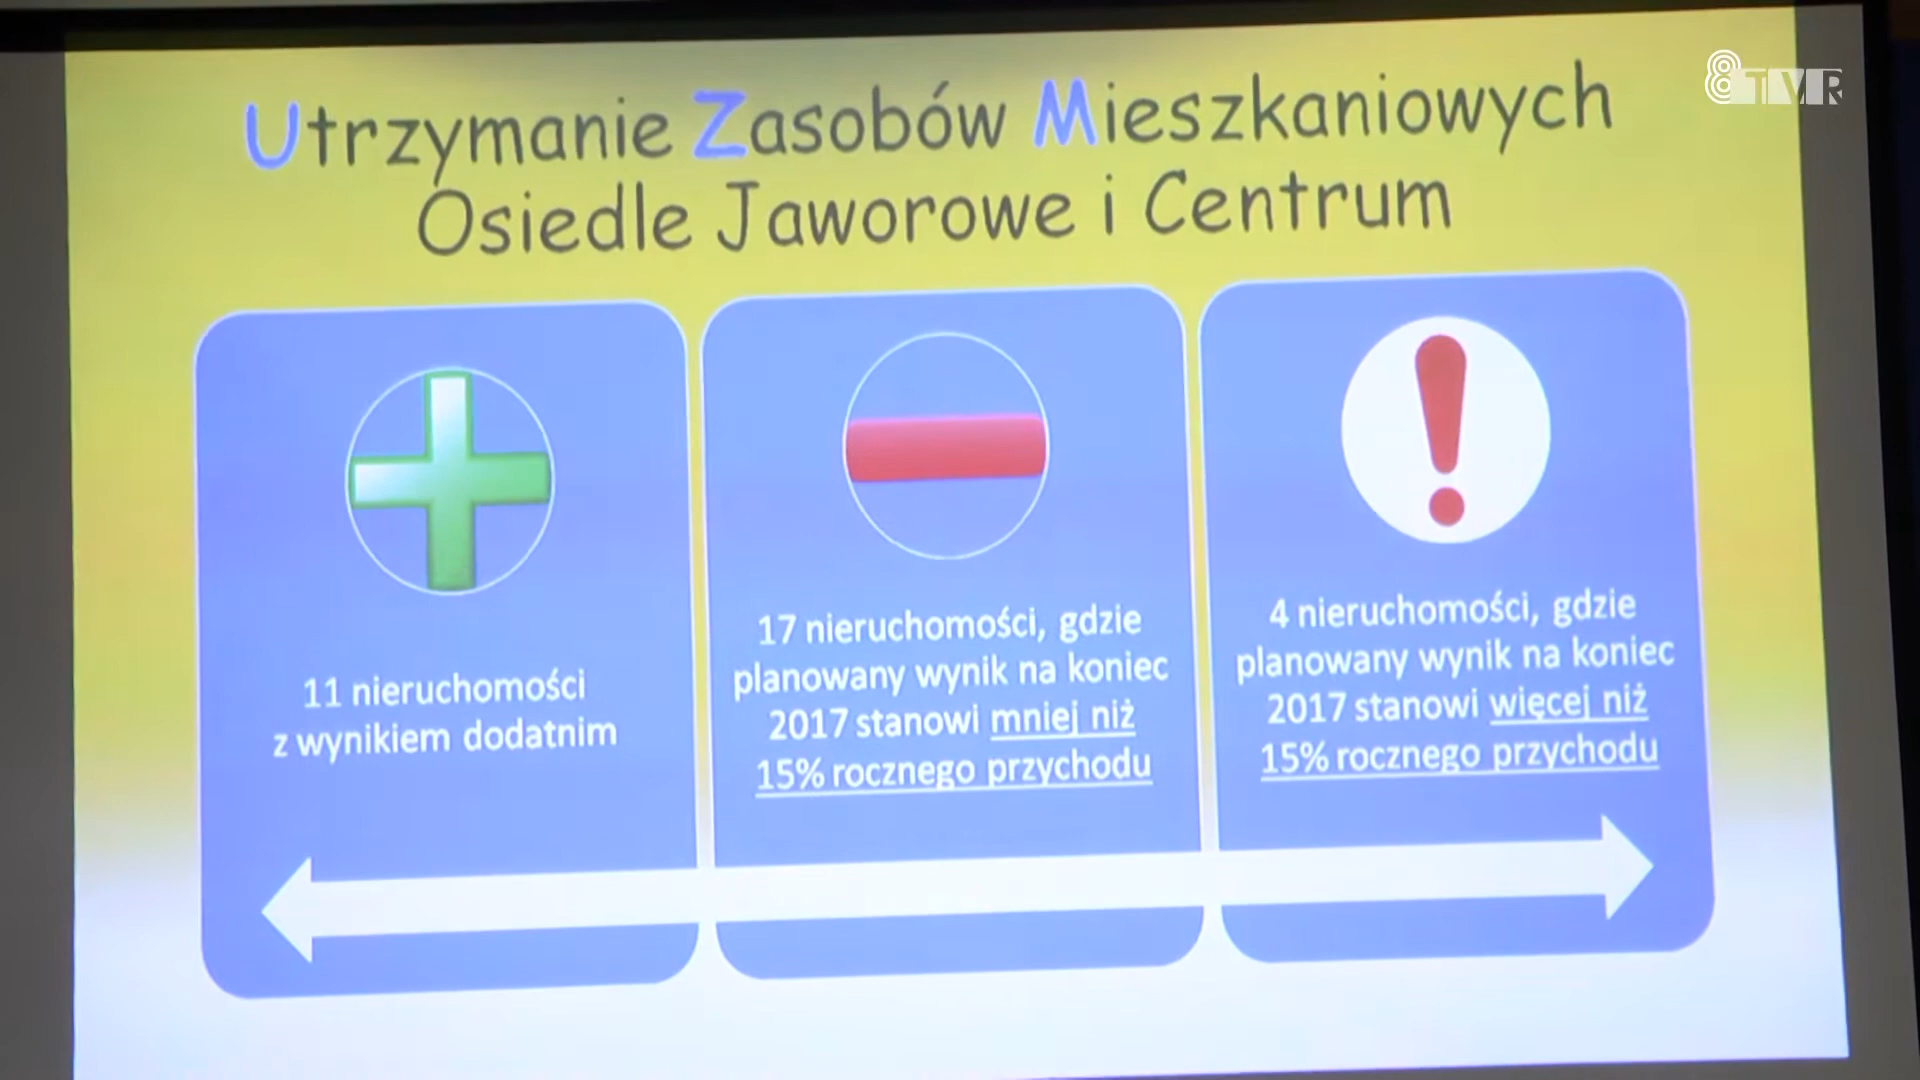 TVR
Utrzymanie Zasobów Mieszkaniowych
Osiedle Jaworowe i Centrum
11 nieruchomości
z wynikiem dodatnim
17 nieruchomości, gdzie
planowany wynik na koniec
2017 stanowi mniej niż
15% rocznego przychodu
4 nieruchomości, gdzie
planowany wynik na koniec
2017 stanowi więcej niż
15% rocznego przychodu